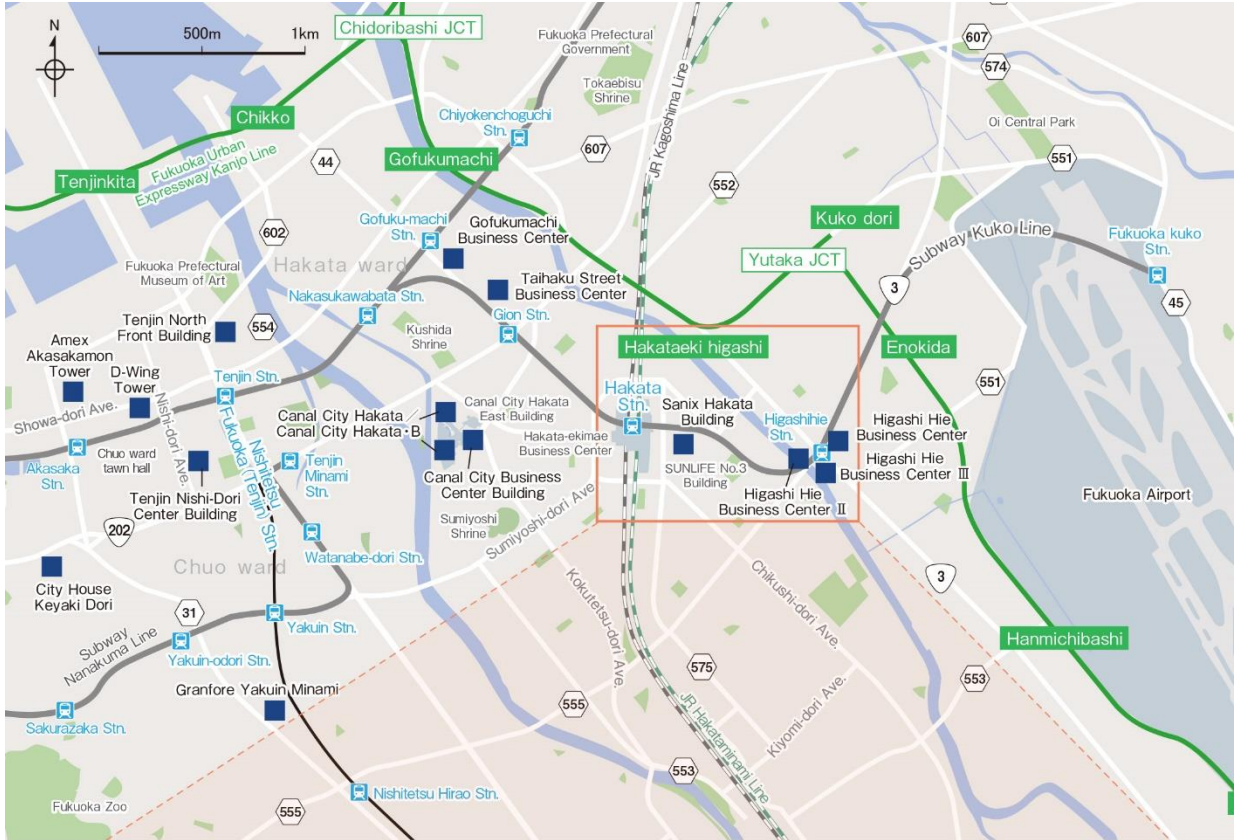 N
500m
1km
Chidoribashi JCT
Fukuoka Prefectural
Government
607
574
Tokaebisu
Shrine
JR Kagoshima Line
Chikko
Chiyokenchoguchi
Stn.
Oi Central Park
Fukuoka Urban
Expressway Kanjo Line
44
Gofukumachi
607
551
Tenjinkita
552
Kuko dori
602
Gofuku-machi
Stn.
Gofukumachi
Business Center
Subway Kuko Line
Fukuoka kuko
Stn.
Fukuoka Prefectural
Museum of Art
Hakata ward
Yutaka JCT
Taihaku Street
Business Center
3
45
Nakasukawabata Stn.
Gion Stn.
Tenjin North
Front Building
554
Kushida
Shrine
Amex
Akasakamon
Tower
D-Wing
Tower
Hakataeki higashi
Enokida
Tenjin Stn.
551
Showa-dori Ave.
Nishi-dori Ave.
Canal City Hakata
Canal City Hakata・B
Canal City Hakata
East Building
Hakata
Stn.
Sanix Hakata
Building
Higashihie
Stn.
Higashi Hie
Business Center
Hakata-ekimae
Business Center
Akasaka
Stn.
Chuo ward
tawn hall
Nishitetsu
Fukuoka (Tenjin) Stn.
Tenjin
Minami
Stn.
Higashi Hie
Business Center Ⅲ
SUNLIFE No.3
Building
Canal City Business
Center Building
Tenjin Nishi-Dori
Center Building
Higashi Hie
Business Center Ⅱ
Fukuoka Airport
202
Sumiyoshi
Shrine
Sumiyoshi-dori Ave
Watanabe-dori Stn.
Chuo ward
City House
Keyaki Dori
Kokutetsu-dori Ave.
Chikushi-dori Ave.
3
31
Subway
Nanakuma Line
Yakuin Stn.
Yakuin-odori Stn.
Hanmichibashi
575
553
Granfore Yakuin Minami
Kiyomi-dori Ave.
Sakurazaka Stn.
555
JR Hakataminami Line
553
Fukuoka Zoo
555
Nishitetsu Hirao Stn.